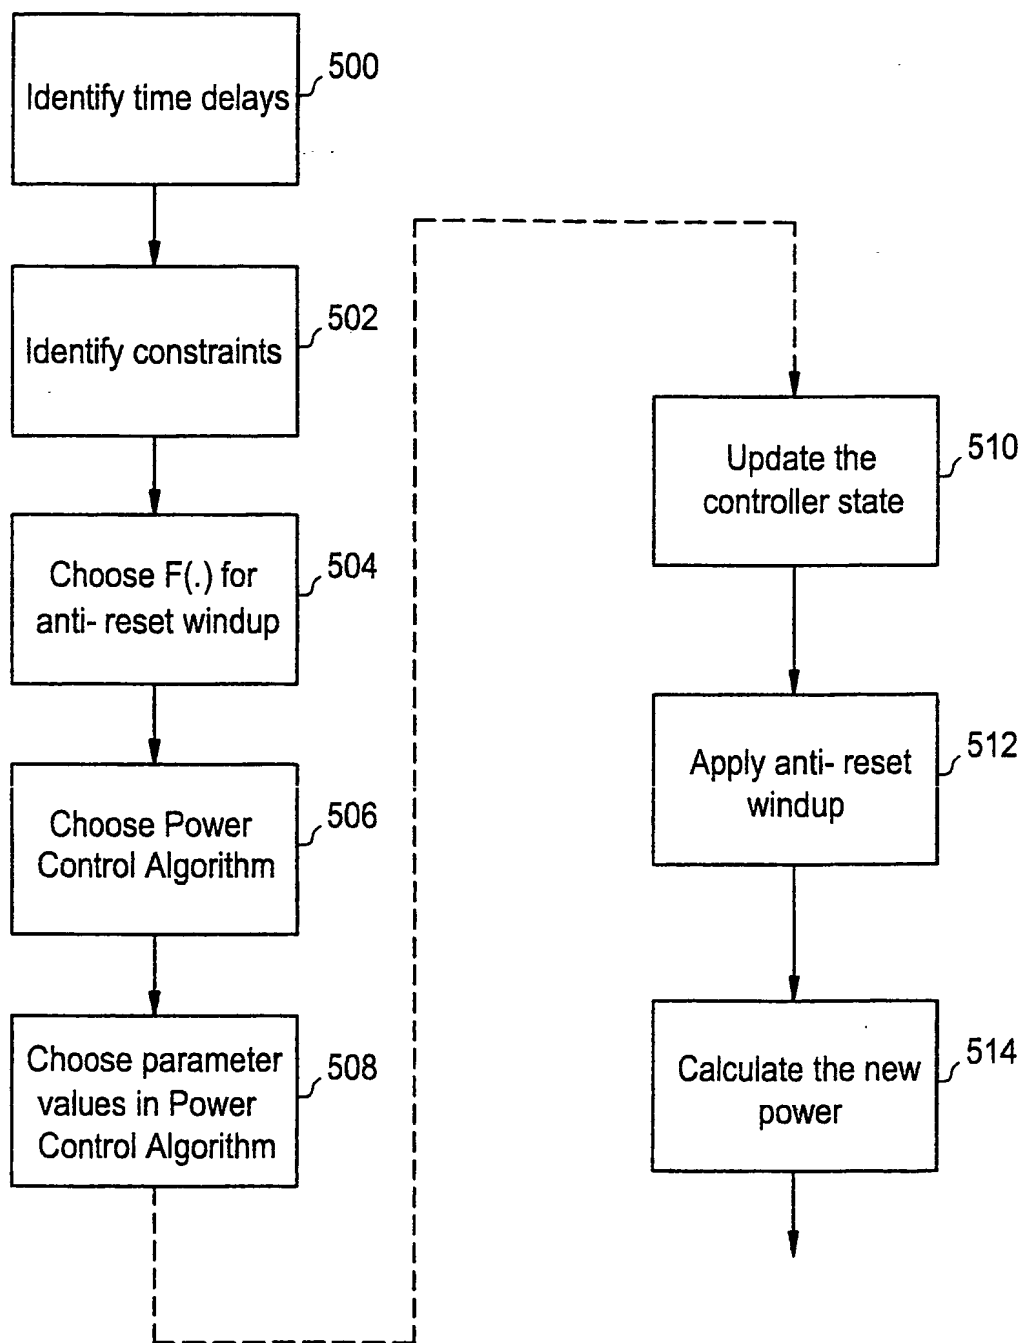 Identify time delays
500
Identify constraints
502
Choose F(.) for
anti- reset windup
504
Choose Power
Control Algorithm
506
Choose parameter
values in Power
Control Algorithm
508
Update the
controller state
510
Apply anti- reset
windup
512
Calculate the new
power
514